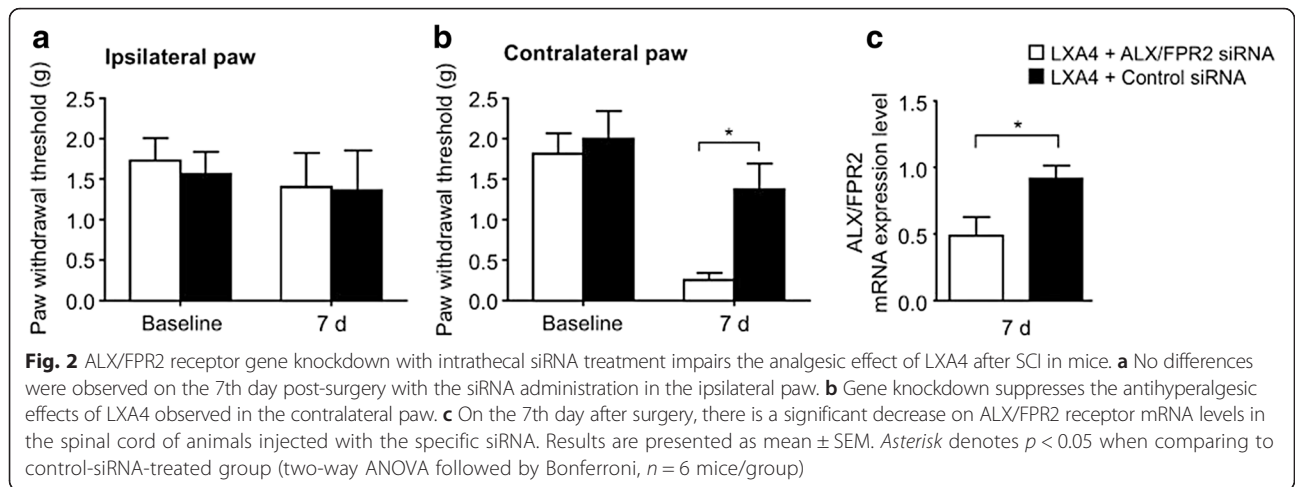 a
Ipsilateral paw
Paw withdrawal threshold (g)
2.5
2.0
1.5
1.0
0.5
0.0
Baseline
7 d
b
Contralateral paw
Paw withdrawal threshold (g)
2.5
2.0
1.5
1.0
0.5
0.0
*
Baseline
7 d
c
LXA4 + ALX/FPR2 siRNA
LXA4 + Control siRNA
ALX/FPR2
mRNA expression level
1.5
1.0
0.5
0.0
*
7 d
Fig. 2 ALX/FPR2 receptor gene knockdown with intrathecal siRNA treatment impairs the analgesic effect of LXA4 after SCI in mice. a No differences
were observed on the 7th day post-surgery with the siRNA administration in the ipsilateral paw. b Gene knockdown suppresses the antihyperalgesic
effects of LXA4 observed in the contralateral paw. c On the 7th day after surgery, there is a significant decrease on ALX/FPR2 receptor mRNA levels in
the spinal cord of animals injected with the specific siRNA. Results are presented as mean ± SEM. Asterisk denotes p < 0.05 when comparing to
control-siRNA-treated group (two-way ANOVA followed by Bonferroni, n = 6 mice/group)